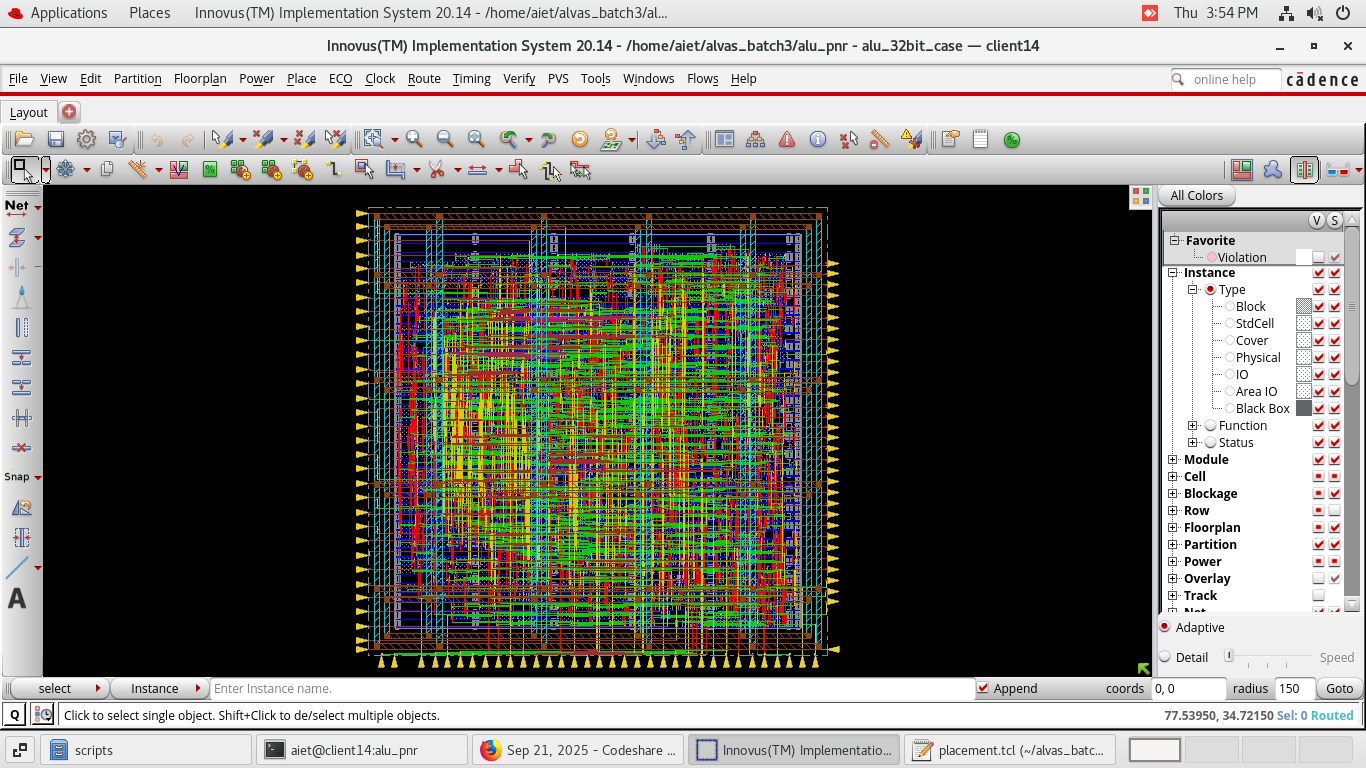 Applications Places Innovus(TM) Implementation System 20.14 - /home/aiet/alvas_batch3/al... Thu 3:54 PM
Innovus(TM) Implementation System 20.14 - /home/aiet/alvas_batch3/alu_pnr - alu_32bit_case — client14
File View Edit Partition Floorplan Power Place ECO Clock Route Timing Verify PVS Tools Windows Flows Help online help cādence
Layout
Net
Snap
A
All Colors
V S
Favorite
Violation
Instance
Type
Block
StdCell
Cover
Physical
IO
Area IO
Black Box
Function
Status
Module
Cell
Blockage
Row
Floorplan
Partition
Power
Overlay
Track
Net
Adaptive
Detail Speed
select Instance Enter Instance name. Append coords 0, 0 radius 150 Goto
Q Click to select single object. Shift+Click to de/select multiple objects. 77.53950, 34.72150 Sel: 0 Routed
scripts aiet@client14:alu_pnr Sep 21, 2025 - Codeshare ... Innovus(TM) Implementatio... placement.tcl (~/alvas_batc...